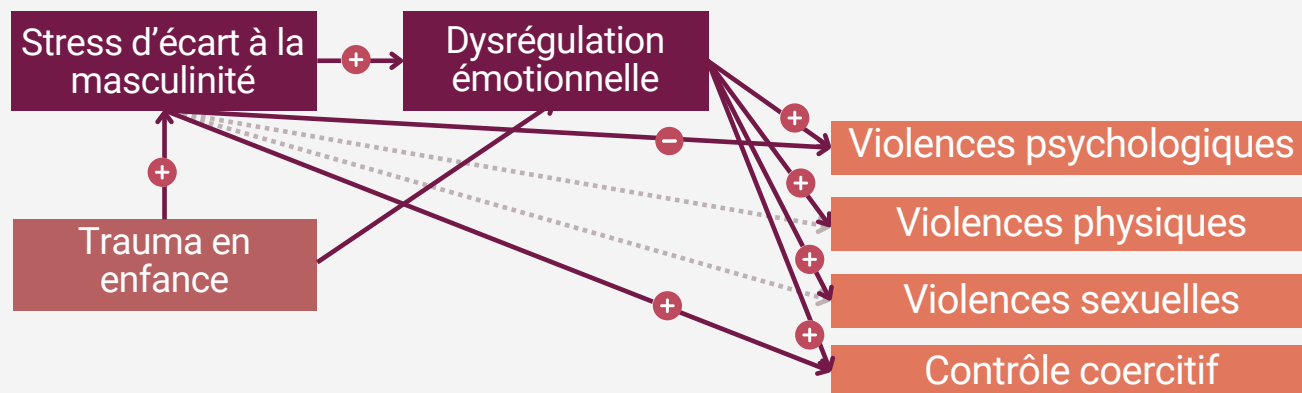 Stress d’écart à la
masculinité
Dysrégulation
émotionnelle
+
+
−
+
+
+
+
+
Violences psychologiques
Violences physiques
Violences sexuelles
Contrôle coercitif
Trauma en
enfance